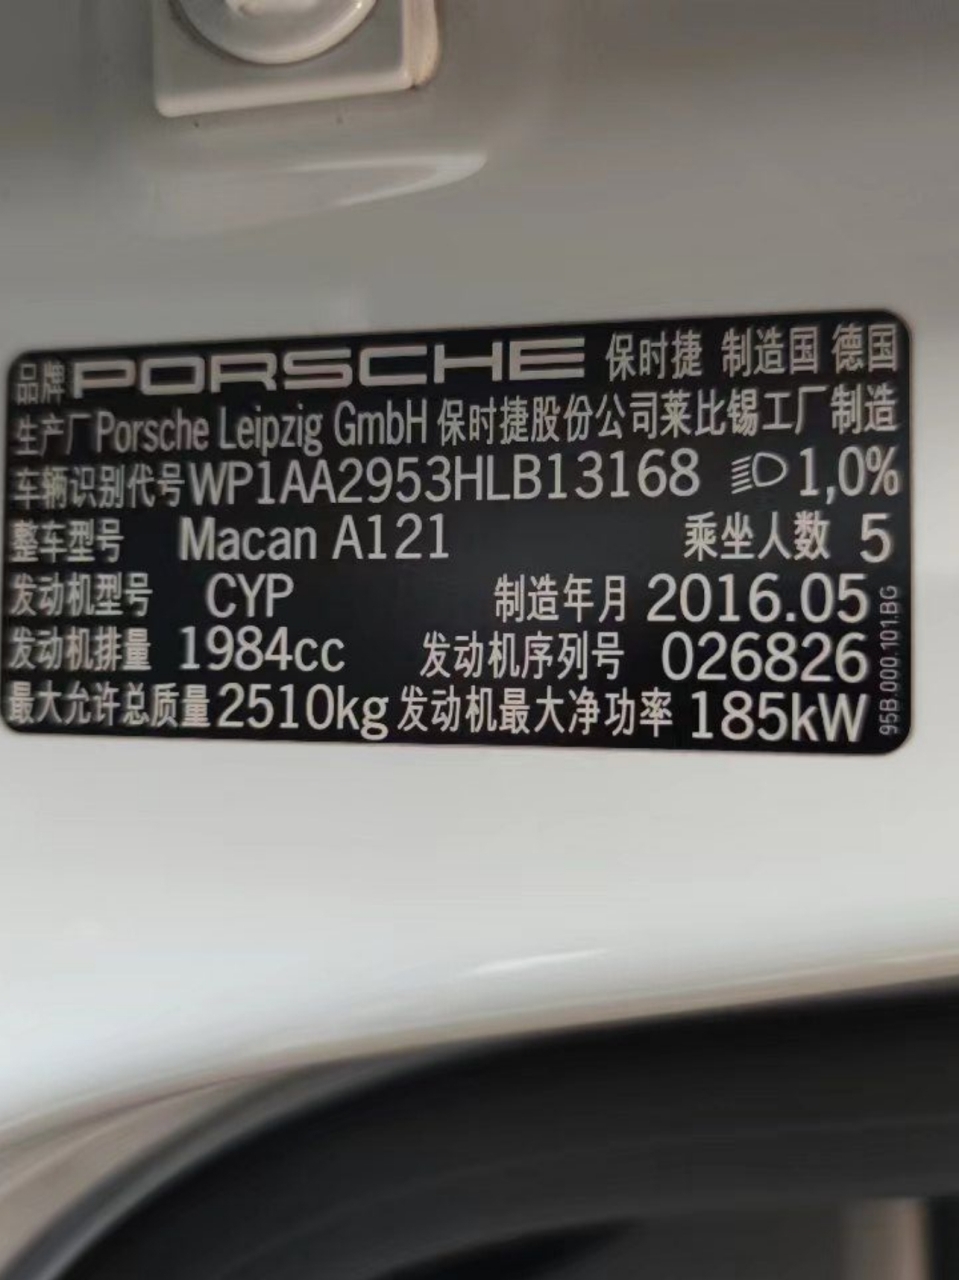 品牌 PORSCHE 保时捷 制造国 德国
生产厂 Porsche Leipzig GmbH 保时捷股份公司莱比锡工厂制造
车辆识别代号 WP1AA2953HLB13168 1,0%
整车型号 Macan A121 乘坐人数 5
发动机型号 CYP 制造年月 2016.05
发动机排量 1984cc 发动机序列号 026826
最大允许总质量 2510kg 发动机最大净功率 185kW
95B.000.101.BG